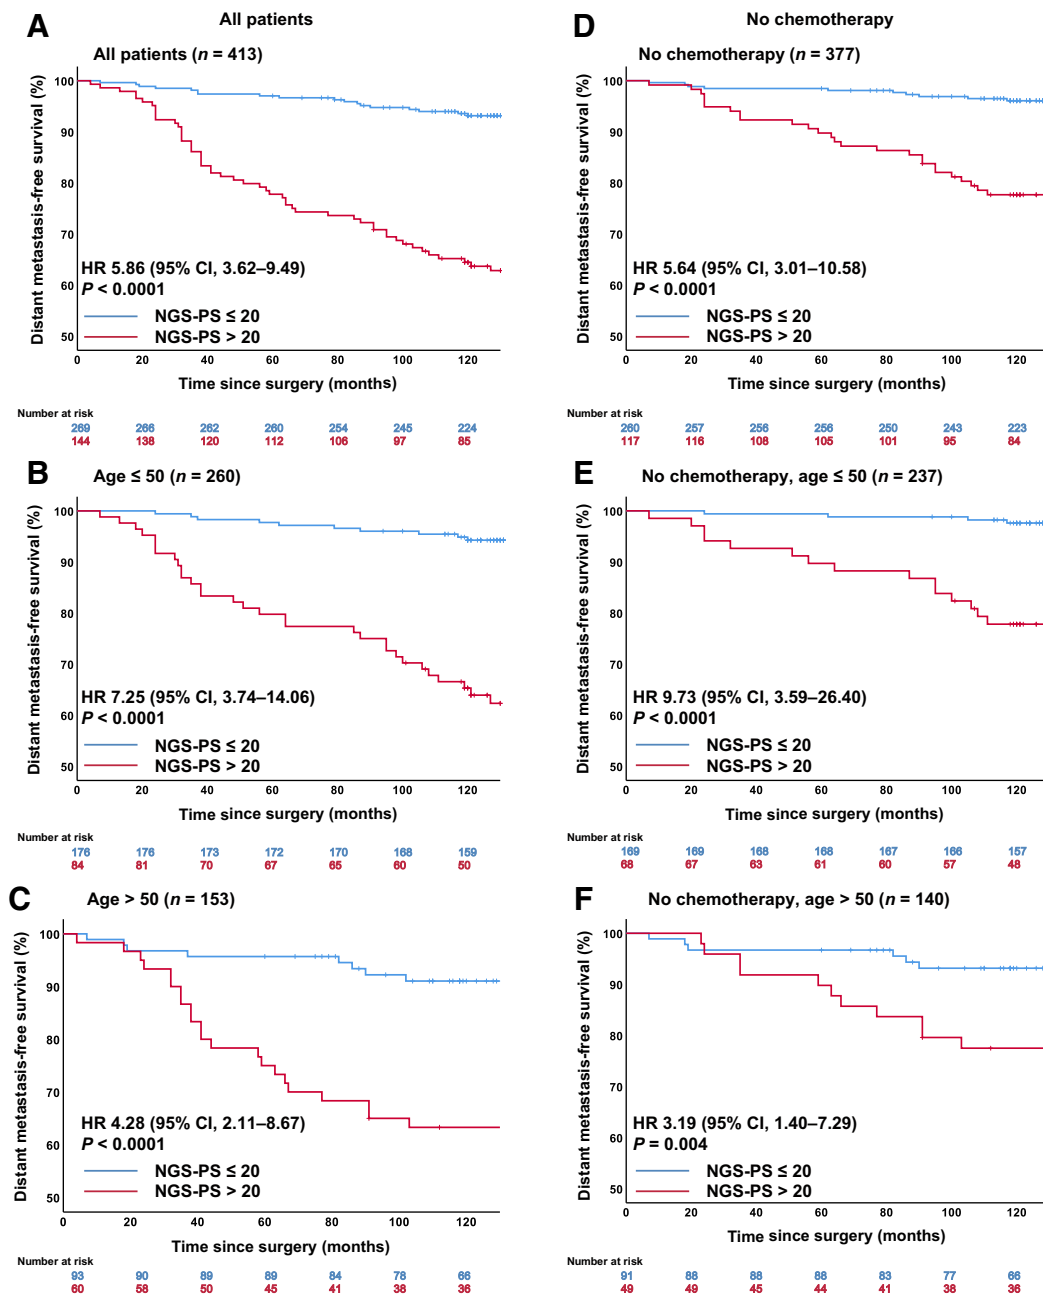 All patients
No chemotherapy
A
All patients (n = 413)
Distant metastasis-free survival (%)
100
90
80
70
60
50
HR 5.86 (95% CI, 3.62–9.49)
P < 0.0001
NGS-PS ≤ 20
NGS-PS > 20
0 20 40 60 80 100 120
Time since surgery (months)
Number at risk
269 266 262 260 254 245 224
144 138 120 112 106 97 85
D
No chemotherapy (n = 377)
Distant metastasis-free survival (%)
100
90
80
70
60
50
HR 5.64 (95% CI, 3.01–10.58)
P < 0.0001
NGS-PS ≤ 20
NGS-PS > 20
0 20 40 60 80 100 120
Time since surgery (months)
Number at risk
260 257 256 256 250 243 223
117 116 108 105 101 95 84
B
Age ≤ 50 (n = 260)
Distant metastasis-free survival (%)
100
90
80
70
60
50
HR 7.25 (95% CI, 3.74–14.06)
P < 0.0001
NGS-PS ≤ 20
NGS-PS > 20
0 20 40 60 80 100 120
Time since surgery (months)
Number at risk
176 176 173 172 170 168 159
84 81 70 67 65 60 50
E
No chemotherapy, age ≤ 50 (n = 237)
Distant metastasis-free survival (%)
100
90
80
70
60
50
HR 9.73 (95% CI, 3.59–26.40)
P < 0.0001
NGS-PS ≤ 20
NGS-PS > 20
0 20 40 60 80 100 120
Time since surgery (months)
Number at risk
169 169 168 168 167 166 157
68 67 63 61 60 57 48
C
Age > 50 (n = 153)
Distant metastasis-free survival (%)
100
90
80
70
60
50
HR 4.28 (95% CI, 2.11–8.67)
P < 0.0001
NGS-PS ≤ 20
NGS-PS > 20
0 20 40 60 80 100 120
Time since surgery (months)
Number at risk
93 90 89 89 84 78 66
60 58 50 45 41 38 36
F
No chemotherapy, age > 50 (n = 140)
Distant metastasis-free survival (%)
100
90
80
70
60
50
HR 3.19 (95% CI, 1.40–7.29)
P = 0.004
NGS-PS ≤ 20
NGS-PS > 20
0 20 40 60 80 100 120
Time since surgery (months)
Number at risk
91 88 88 88 83 77 66
49 49 45 44 41 38 36